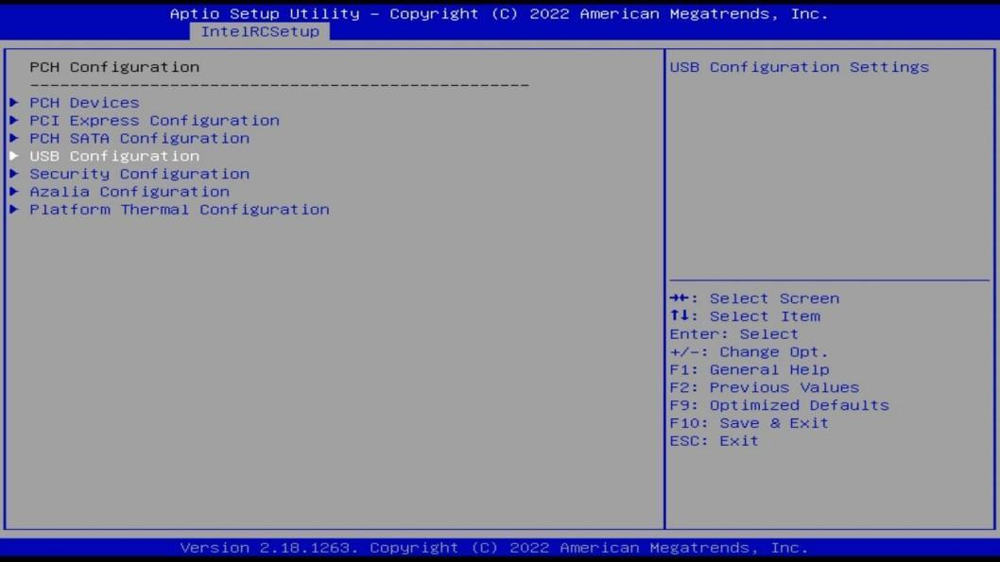 Aptio Setup Utility – Copyright (C) 2022 American Megatrends, Inc.
IntelRCSetup
PCH Configuration
--------------------------------------------------
PCH Devices
PCI Express Configuration
PCH SATA Configuration
USB Configuration
Security Configuration
Azalia Configuration
Platform Thermal Configuration
USB Configuration Settings
→←: Select Screen
↑↓: Select Item
Enter: Select
+/-: Change Opt.
F1: General Help
F2: Previous Values
F9: Optimized Defaults
F10: Save & Exit
ESC: Exit
Version 2.18.1263. Copyright (C) 2022 American Megatrends, Inc.